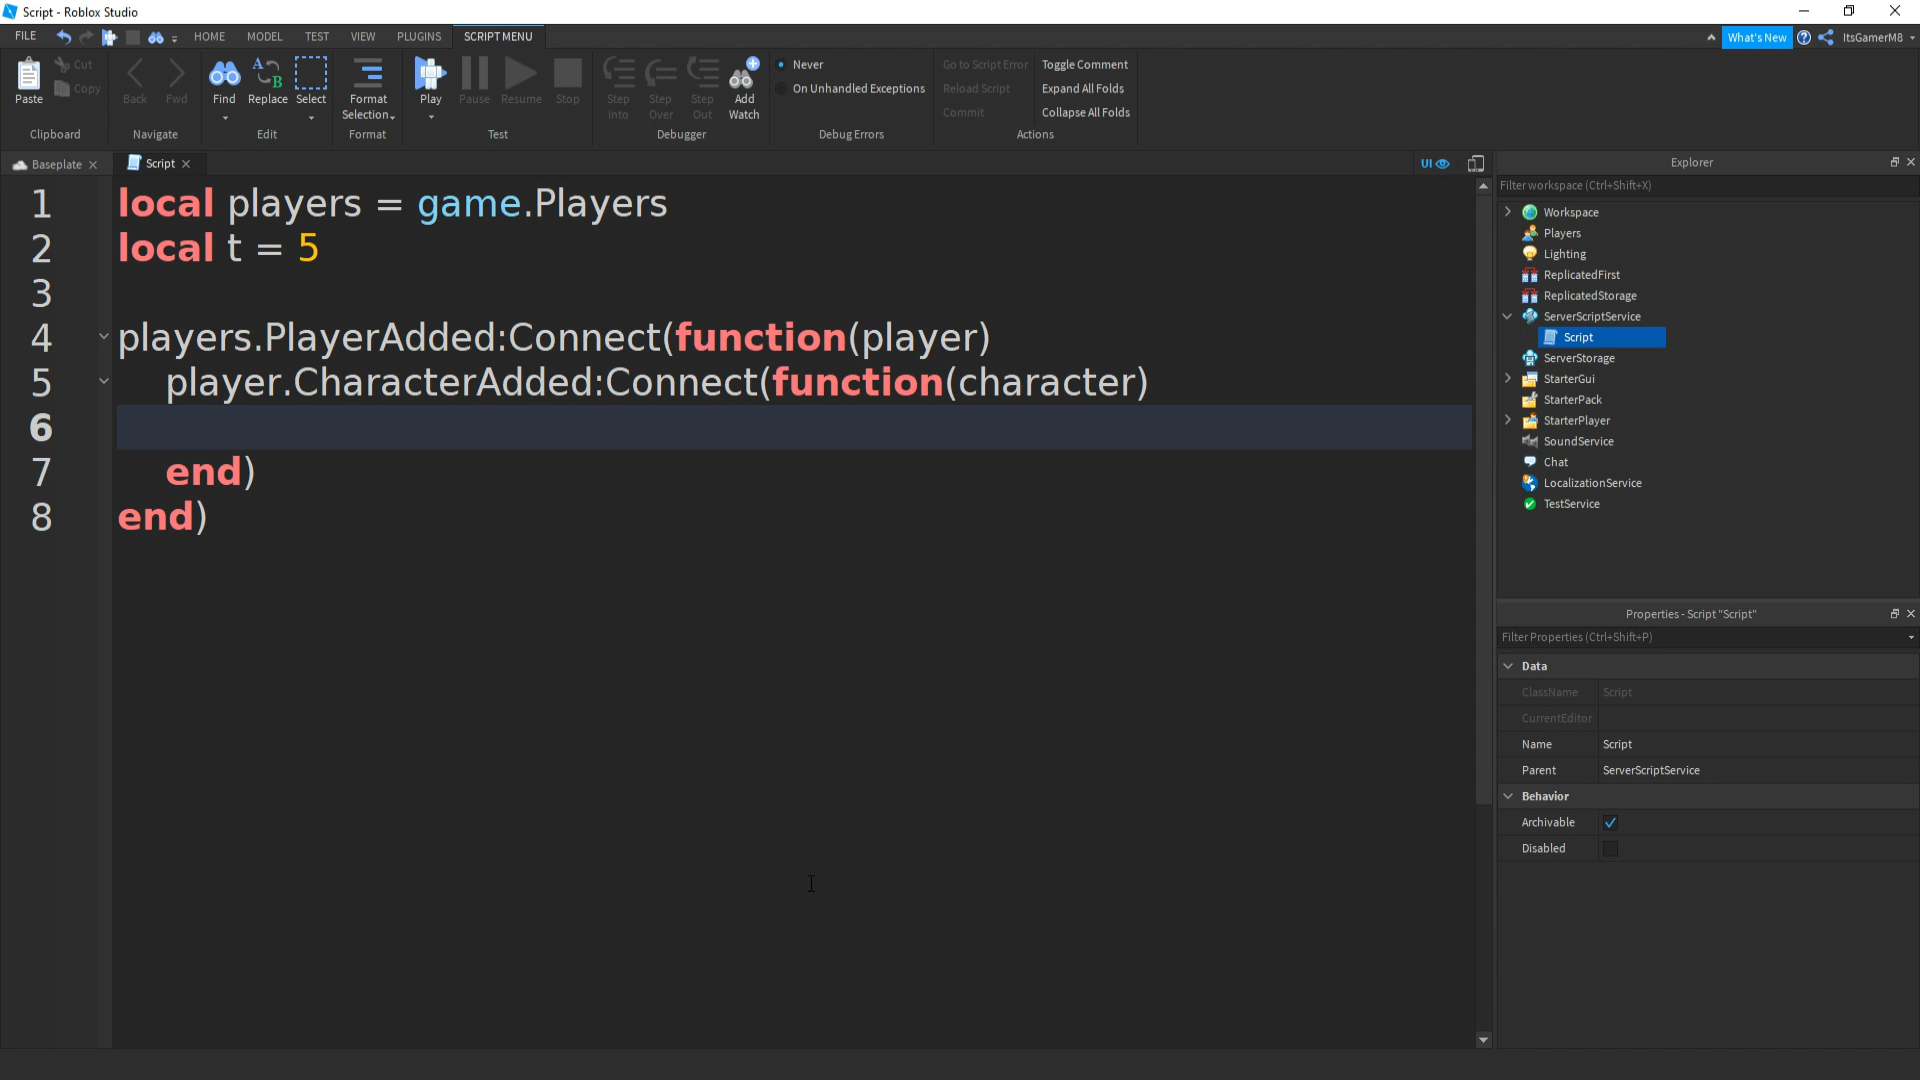 Script - Roblox Studio
FILE HOME MODEL TEST VIEW PLUGINS SCRIPT MENU What's New ItsGamerM8
Paste Cut Copy Back Fwd Find Replace Select Format Selection Play Pause Resume Stop Step Into Step Over Step Out Add Watch
Never Go to Script Error Toggle Comment
On Unhandled Exceptions Reload Script Expand All Folds
Commit Collapse All Folds
Clipboard Navigate Edit Format Test Debugger Debug Errors Actions
Baseplate Script UI
1 local players = game.Players
2 local t = 5
3
4 players.PlayerAdded:Connect(function(player)
5 player.CharacterAdded:Connect(function(character)
6
7 end)
8 end)
Explorer
Filter workspace (Ctrl+Shift+X)
Workspace
Players
Lighting
ReplicatedFirst
ReplicatedStorage
ServerScriptService
Script
ServerStorage
StarterGui
StarterPack
StarterPlayer
SoundService
Chat
LocalizationService
TestService
Properties - Script "Script"
Filter Properties (Ctrl+Shift+P)
Data
ClassName Script
CurrentEditor
Name Script
Parent ServerScriptService
Behavior
Archivable
Disabled